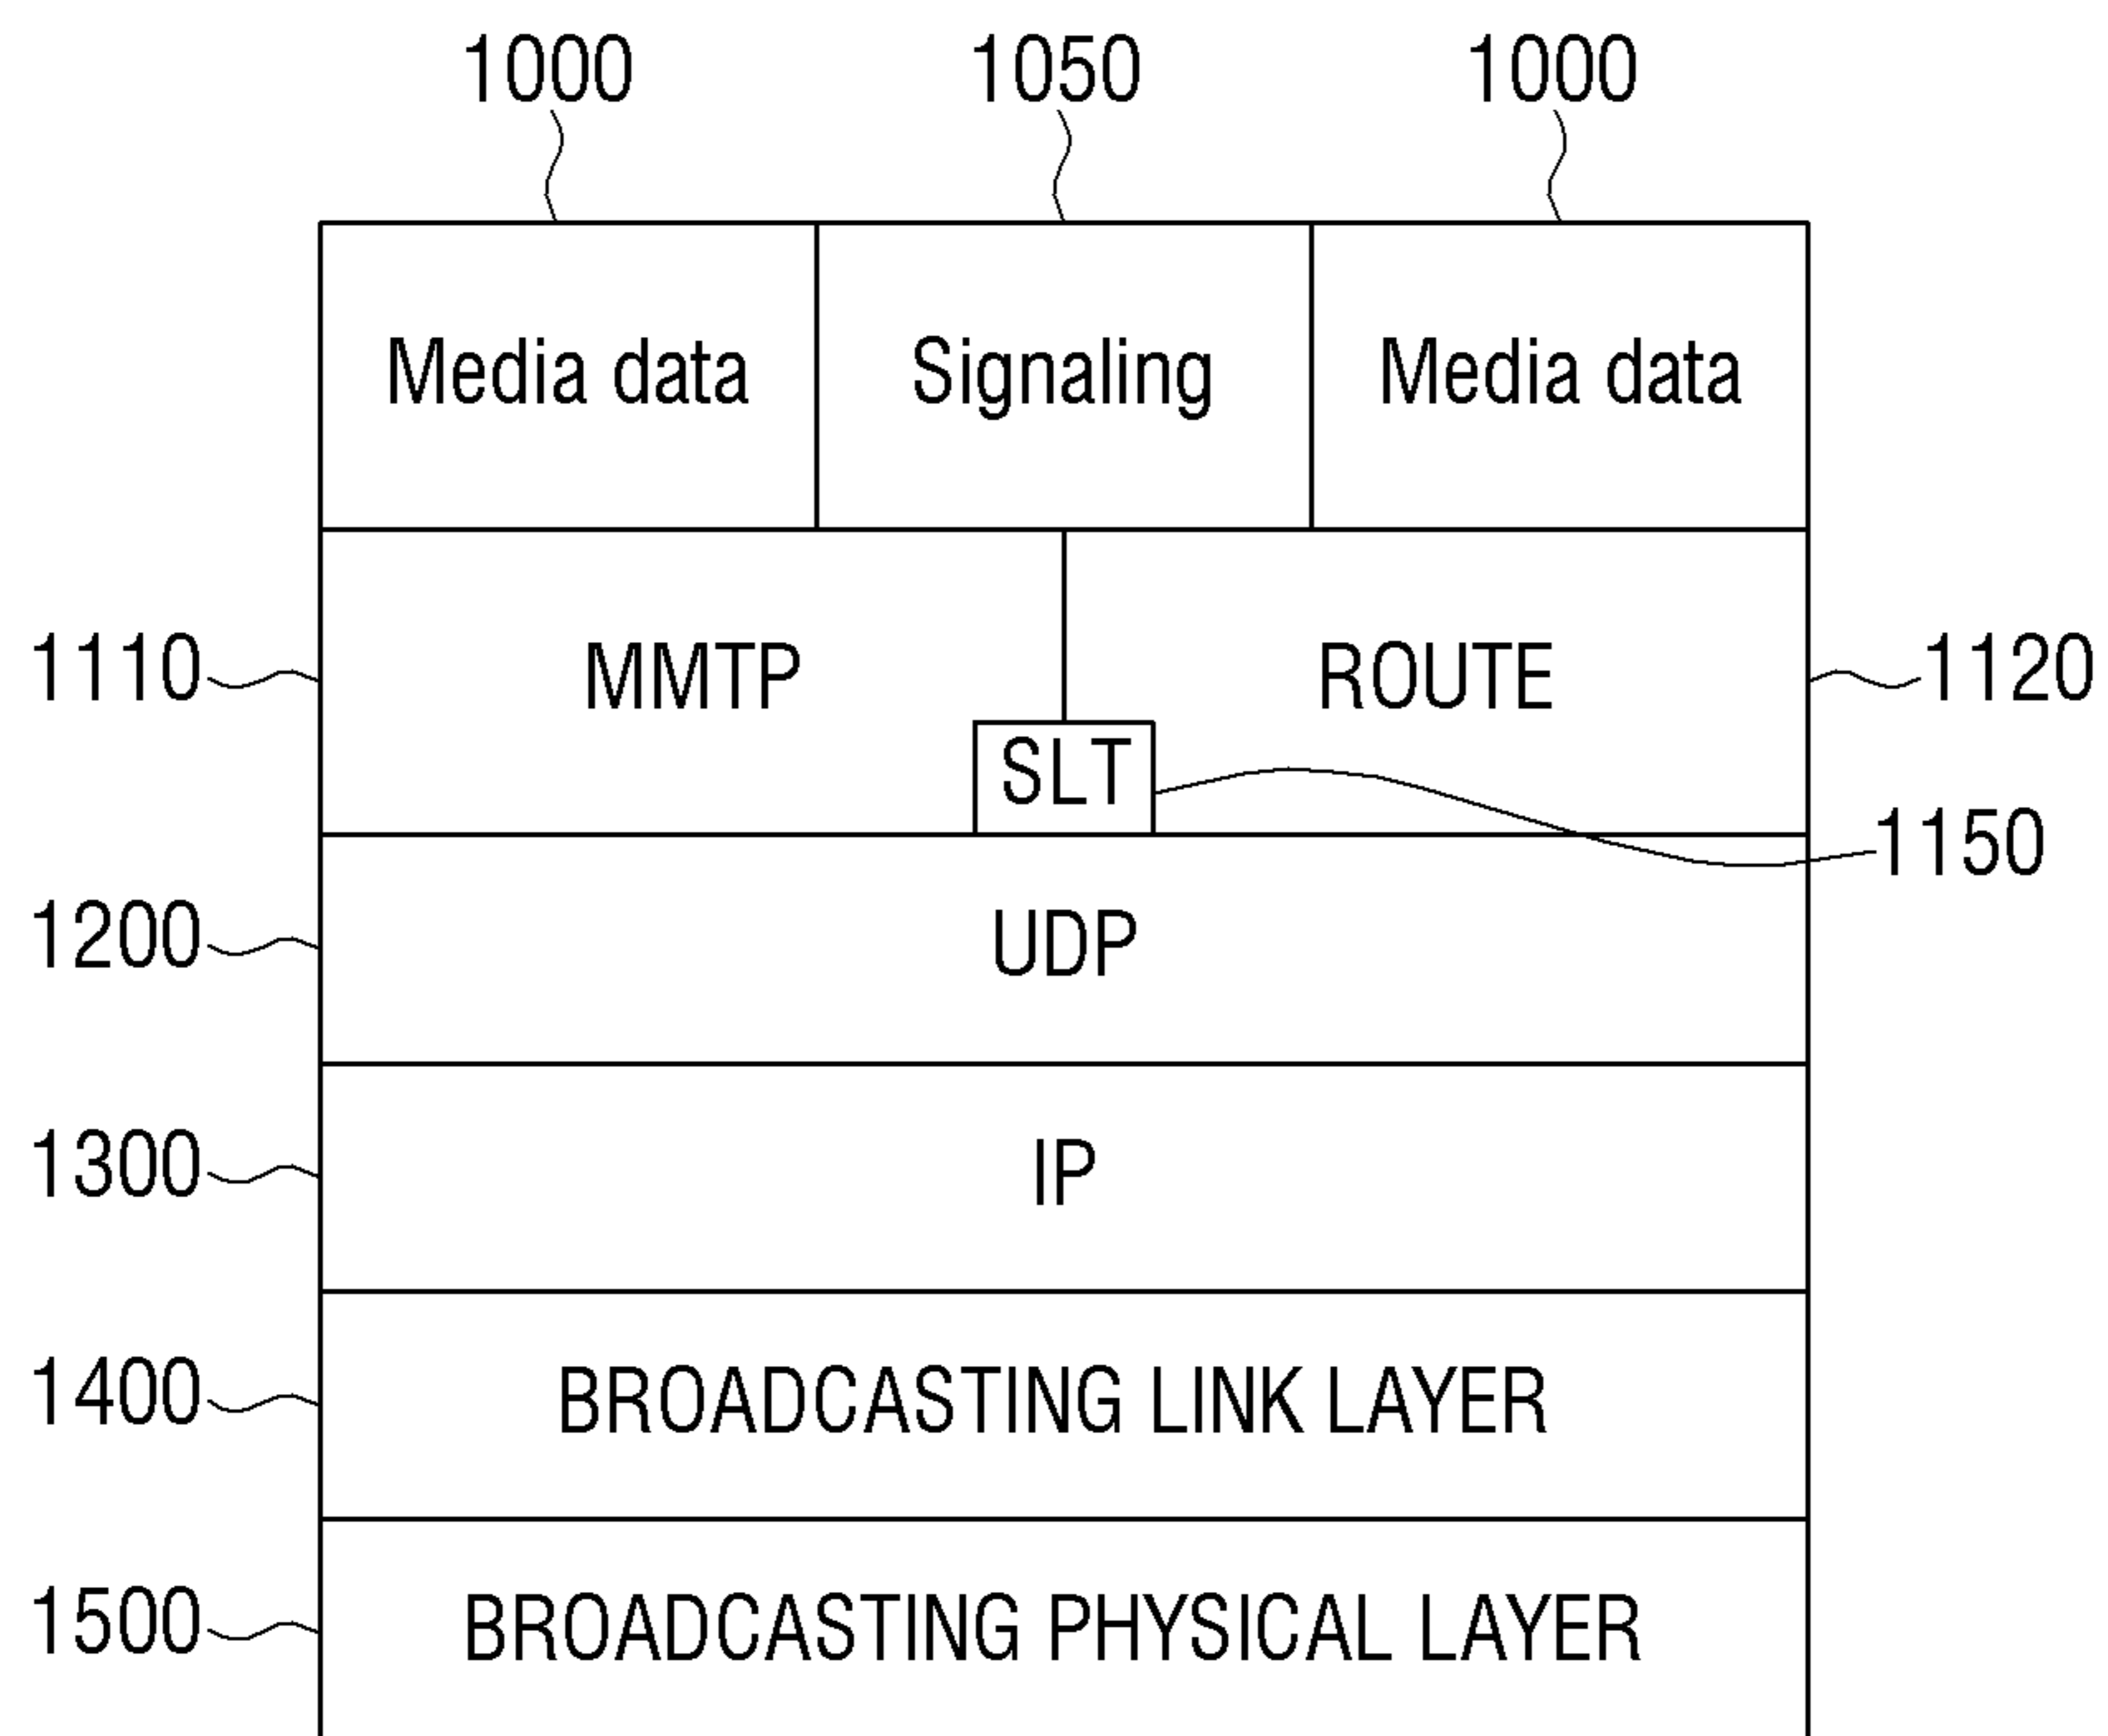 1000 1050 1000
Media data Signaling Media data
1110 MMTP ROUTE 1120
SLT
1150
1200 UDP
1300 IP
1400 BROADCASTING LINK LAYER
1500 BROADCASTING PHYSICAL LAYER